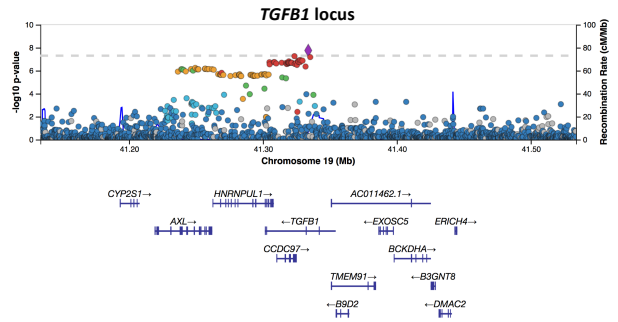 TGFB1 locus
10
8
6
4
2
0
-log10 p-value
100
80
60
40
20
0
Recombination Rate (cM/Mb)
41.20
41.30
41.40
41.50
Chromosome 19 (Mb)
CYP2S1→
HNRNPUL1→
AC011462.1→
AXL→
←TGFB1
←EXOSC5
ERICH4→
CCDC97→
BCKDHA→
TMEM91→
←B3GNT8
←B9D2
←DMAC2